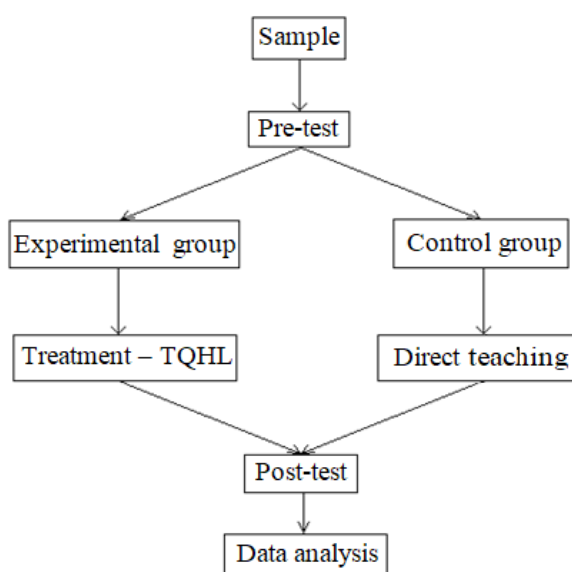 Sample
Pre-test
Experimental group
Control group
Treatment – TQHL
Direct teaching
Post-test
Data analysis